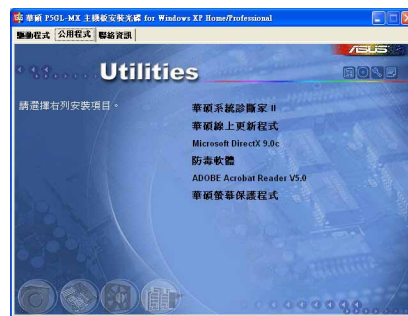 華碩 P5GL-MX 主機板安裝光碟 for Windows XP Home/Professional
驅動程式 公用程式 聯絡資訊
ASUS
Utilities
請選擇右列安裝項目。
華碩系統診斷家 II
華碩線上更新程式
Microsoft DirectX 9.0c
防毒軟體
ADOBE Acrobat Reader V5.0
華碩螢幕保護程式